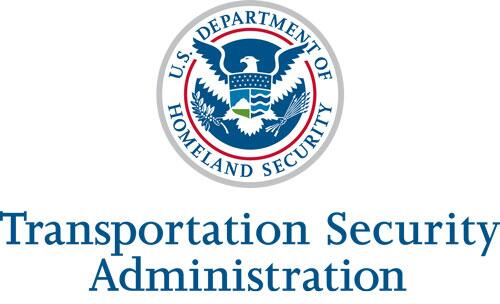 U.S. DEPARTMENT OF
HOMELAND SECURITY
Transportation Security
Administration